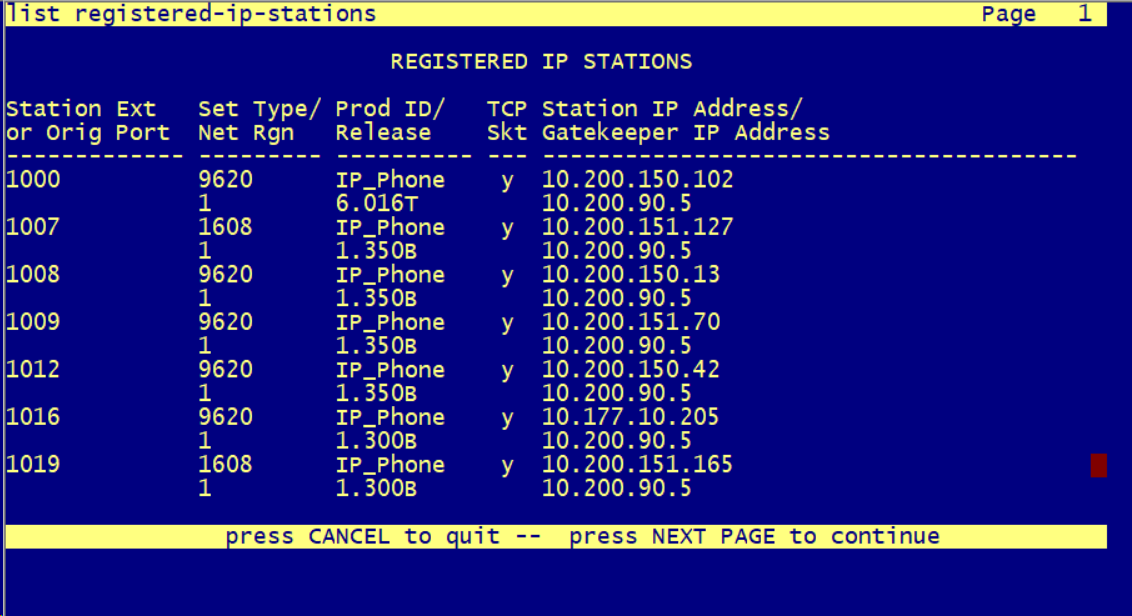 list registered-ip-stations Page 1
REGISTERED IP STATIONS
Station Ext Set Type/ Prod ID/ TCP Station IP Address/
or Orig Port Net Rgn Release Skt Gatekeeper IP Address
------------- --------- ---------- --- ---------------------------------------
1000 9620 IP_Phone y 10.200.150.102
1 6.016T 10.200.90.5
1007 1608 IP_Phone y 10.200.151.127
1 1.350B 10.200.90.5
1008 9620 IP_Phone y 10.200.150.13
1 1.350B 10.200.90.5
1009 9620 IP_Phone y 10.200.151.70
1 1.350B 10.200.90.5
1012 9620 IP_Phone y 10.200.150.42
1 1.350B 10.200.90.5
1016 9620 IP_Phone y 10.177.10.205
1 1.300B 10.200.90.5
1019 1608 IP_Phone y 10.200.151.165
1 1.300B 10.200.90.5
press CANCEL to quit -- press NEXT PAGE to continue